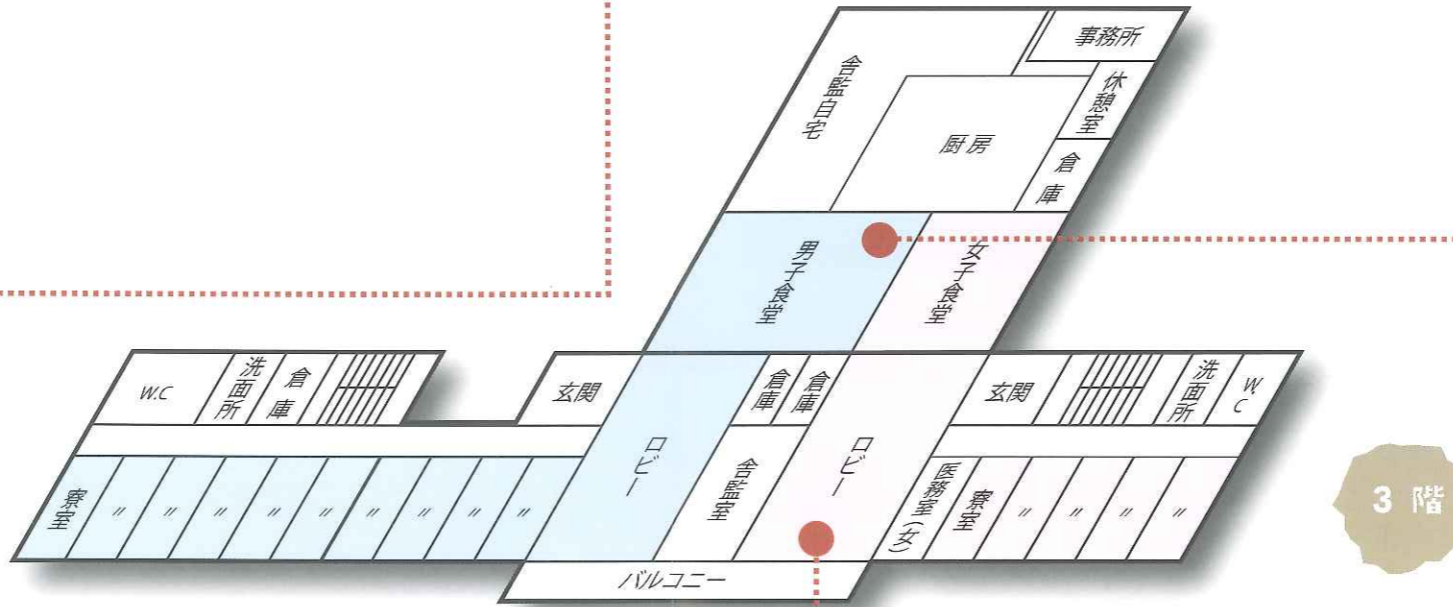 事務所
舎監自宅
休憩室
厨房
倉庫
男子食堂
女子食堂
W.C
洗面所
倉庫
玄関
倉庫
倉庫
玄関
洗面所
W.C
ロビー
舎監室
ロビー
寮室 〃 〃 〃 〃 〃 〃 〃 〃 〃
医務室(女) 寮室 〃 〃 〃 〃
バルコニー
3 階